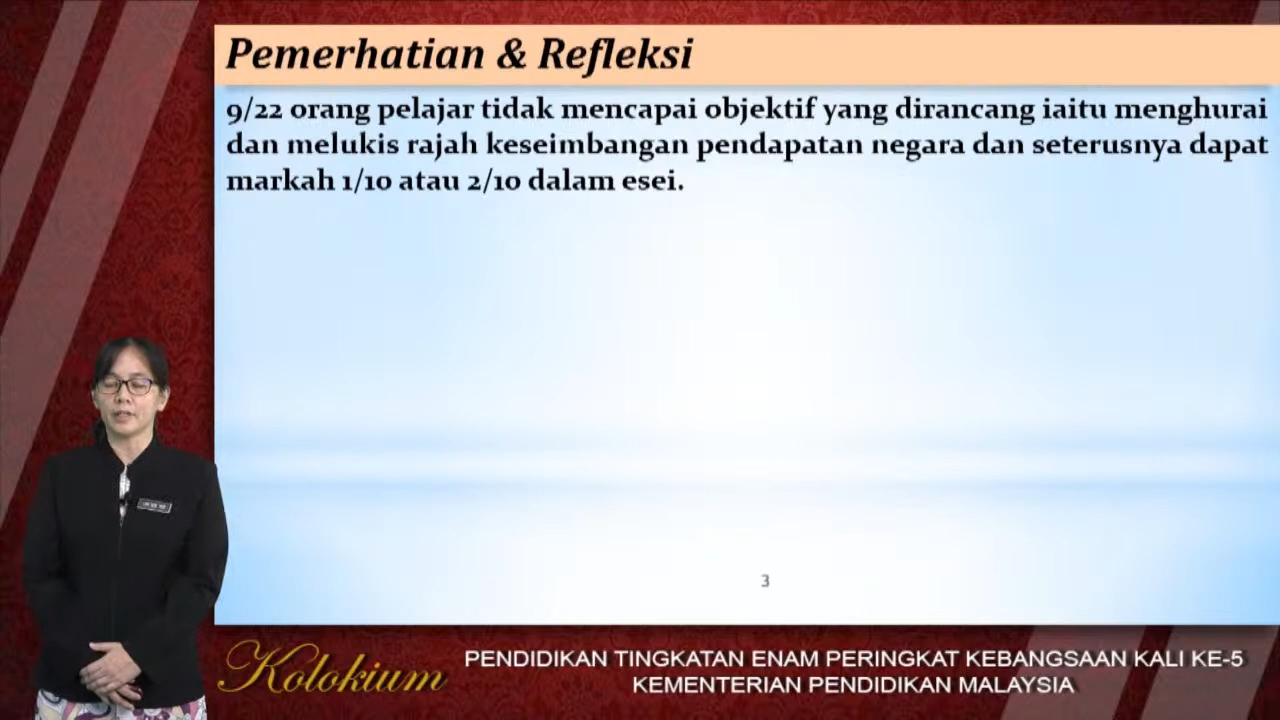 Pemerhatian & Refleksi
9/22 orang pelajar tidak mencapai objektif yang dirancang iaitu menghurai
dan melukis rajah keseimbangan pendapatan negara dan seterusnya dapat
markah 1/10 atau 2/10 dalam esei.
3
Kolokium
PENDIDIKAN TINGKATAN ENAM PERINGKAT KEBANGSAAN KALI KE-5
KEMENTERIAN PENDIDIKAN MALAYSIA